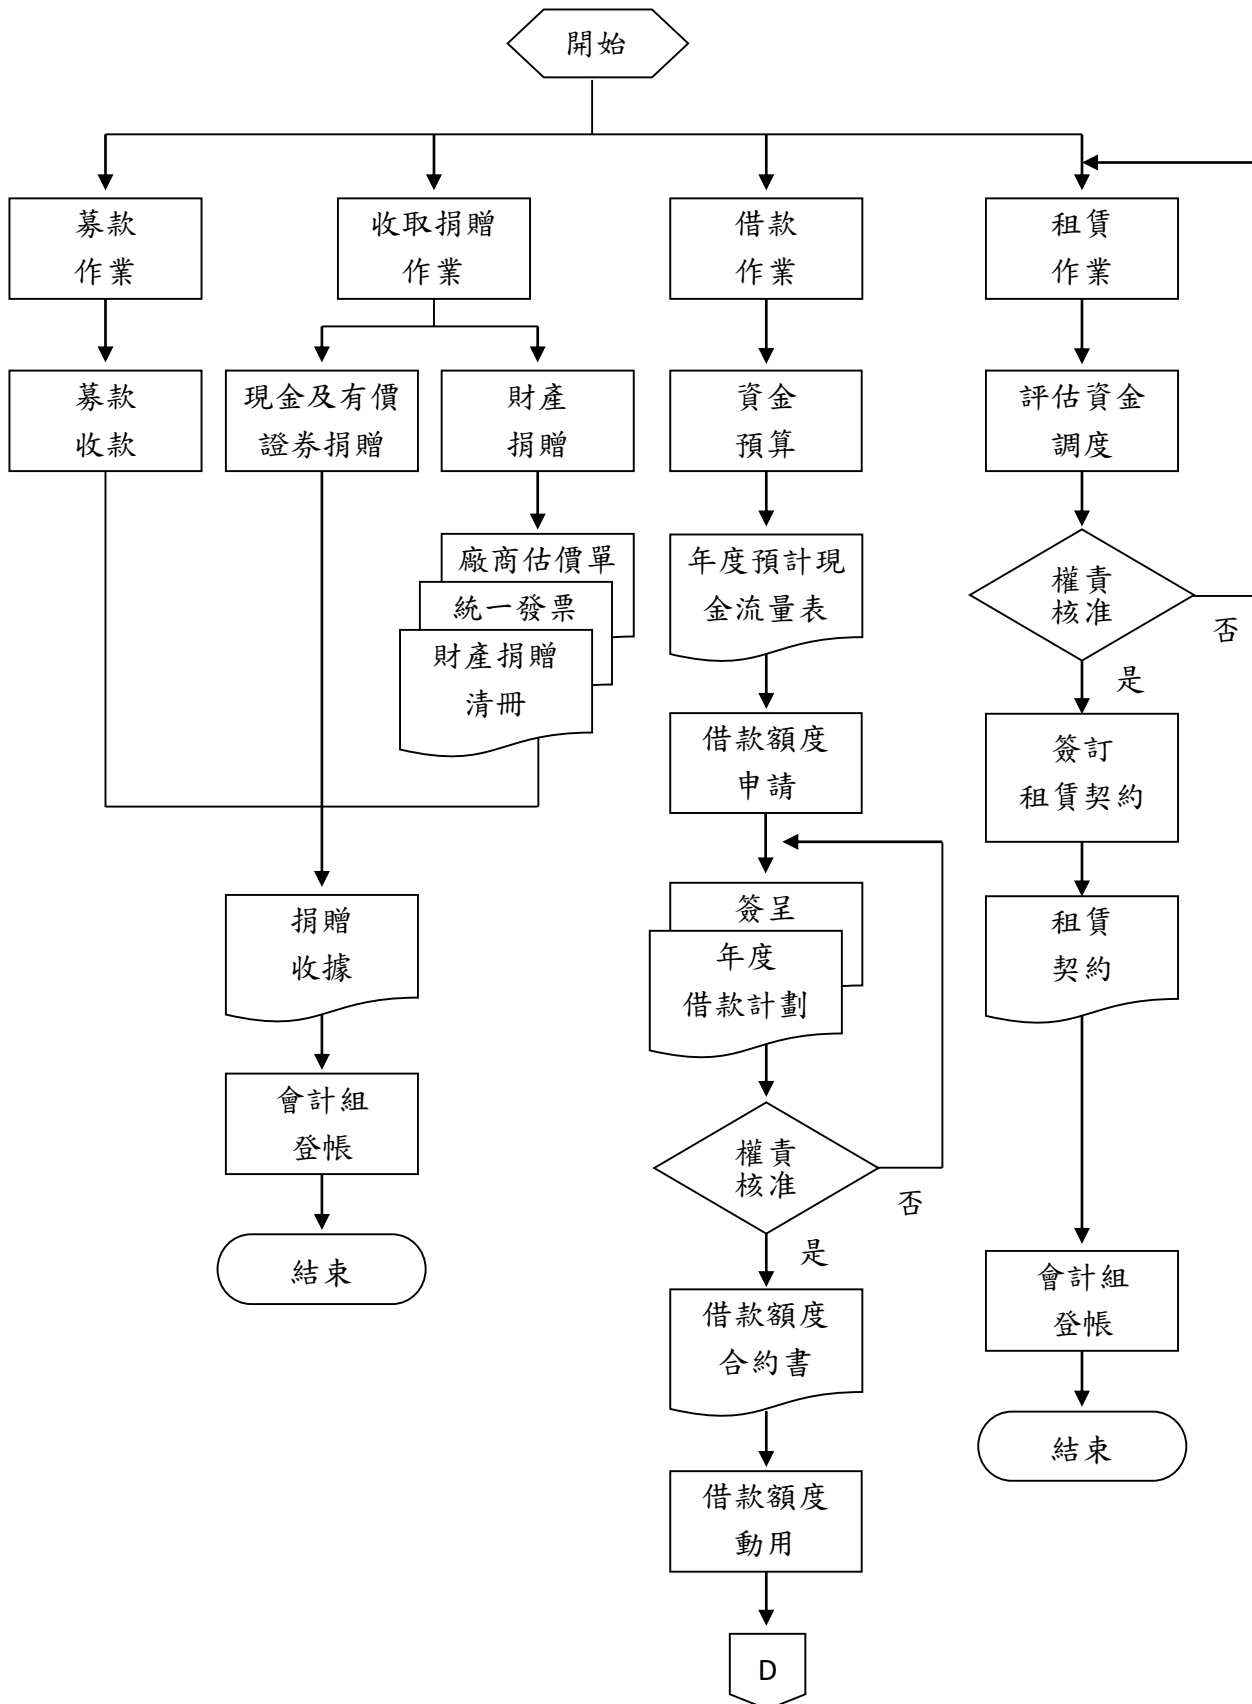 開始
募款
作業
收取捐贈
作業
借款
作業
租賃
作業
募款
收款
現金及有價
證券捐贈
財產
捐贈
資金
預算
評估資金
調度
廠商估價單
統一發票
財產捐贈
清冊
年度預計現
金流量表
權責
核准
否
是
借款額度
申請
簽訂
租賃契約
簽呈
年度
借款計劃
捐贈
收據
租賃
契約
會計組
登帳
權責
核准
否
是
結束
借款額度
合約書
會計組
登帳
結束
借款額度
動用
D